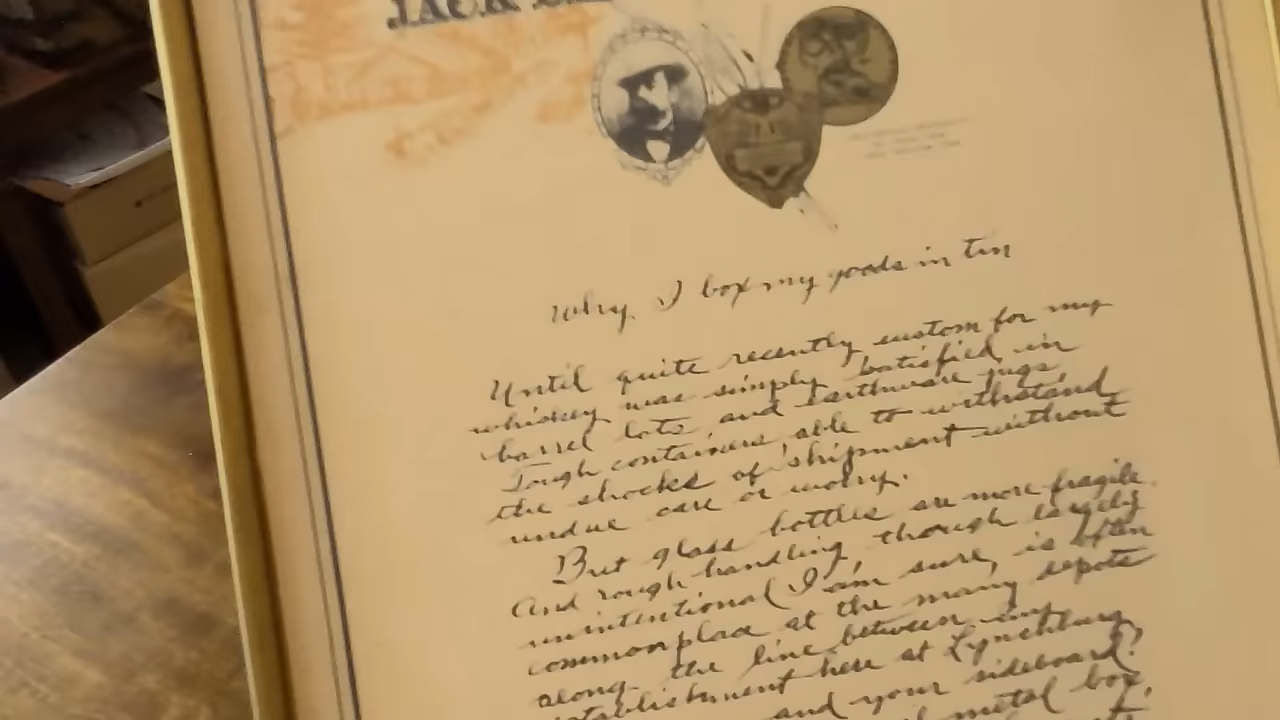 JACK
Why I box my goods in tin
Until quite recently custom for my
whiskey was simply satisfied in
barrel lots and earthware jugs
Tough containers able to withstand
the shocks of shipment without
undue care or worry.
But glass bottles are more fragile
And rough handling, though largely
unintentional I am sure, is often
commonplace at the many depots
along the line between my
establishment here at Lynchburg,
and your sideboard.
metal box,